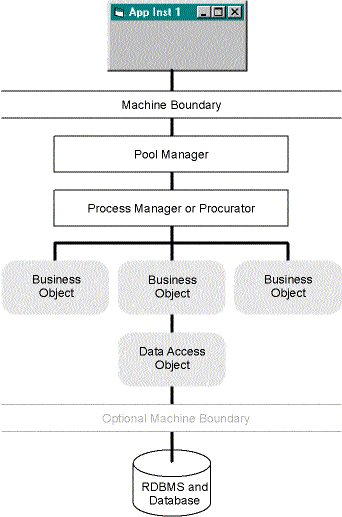 App Inst 1
Machine Boundary
Pool Manager
Process Manager or Procurator
Business
Object
Business
Object
Business
Object
Data Access
Object
Optional Machine Boundary
RDBMS and
Database